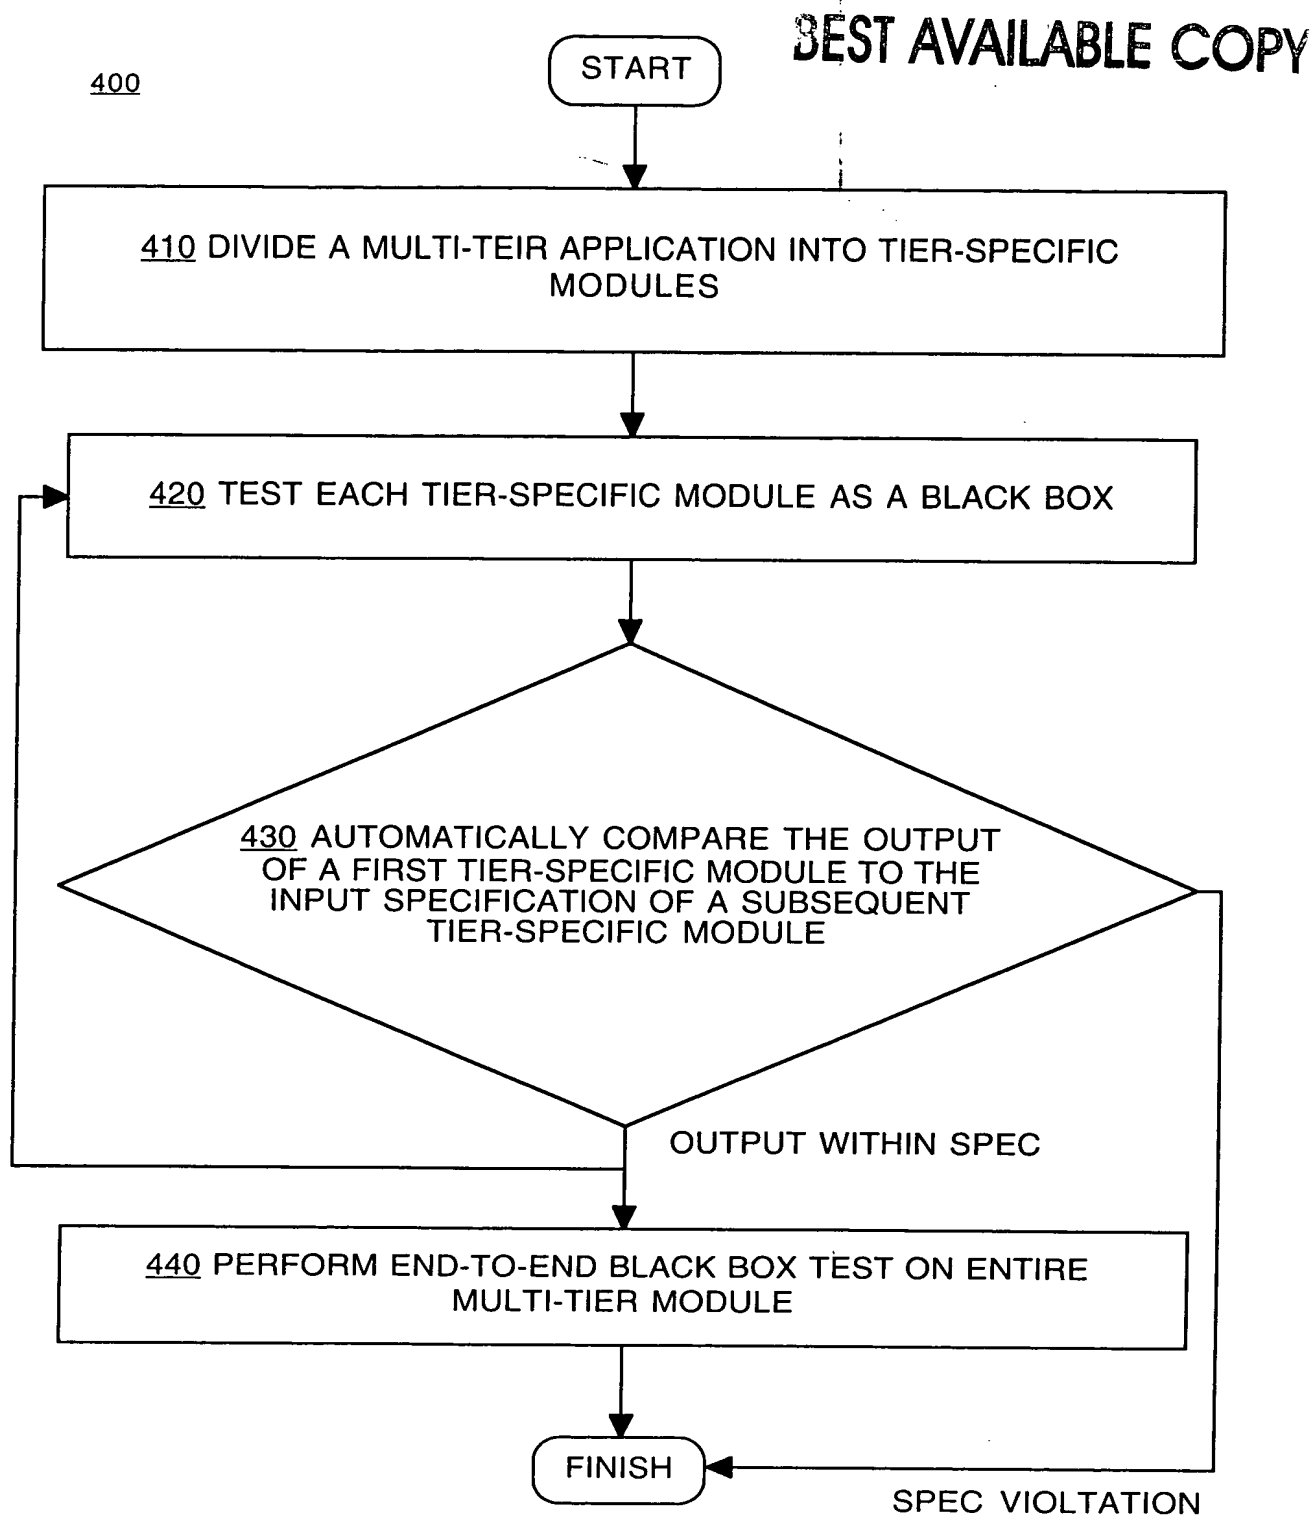 BEST AVAILABLE COPY
400
START
410 DIVIDE A MULTI-TEIR APPLICATION INTO TIER-SPECIFIC
MODULES
420 TEST EACH TIER-SPECIFIC MODULE AS A BLACK BOX
430 AUTOMATICALLY COMPARE THE OUTPUT
OF A FIRST TIER-SPECIFIC MODULE TO THE
INPUT SPECIFICATION OF A SUBSEQUENT
TIER-SPECIFIC MODULE
OUTPUT WITHIN SPEC
440 PERFORM END-TO-END BLACK BOX TEST ON ENTIRE
MULTI-TIER MODULE
FINISH
SPEC VIOLTATION